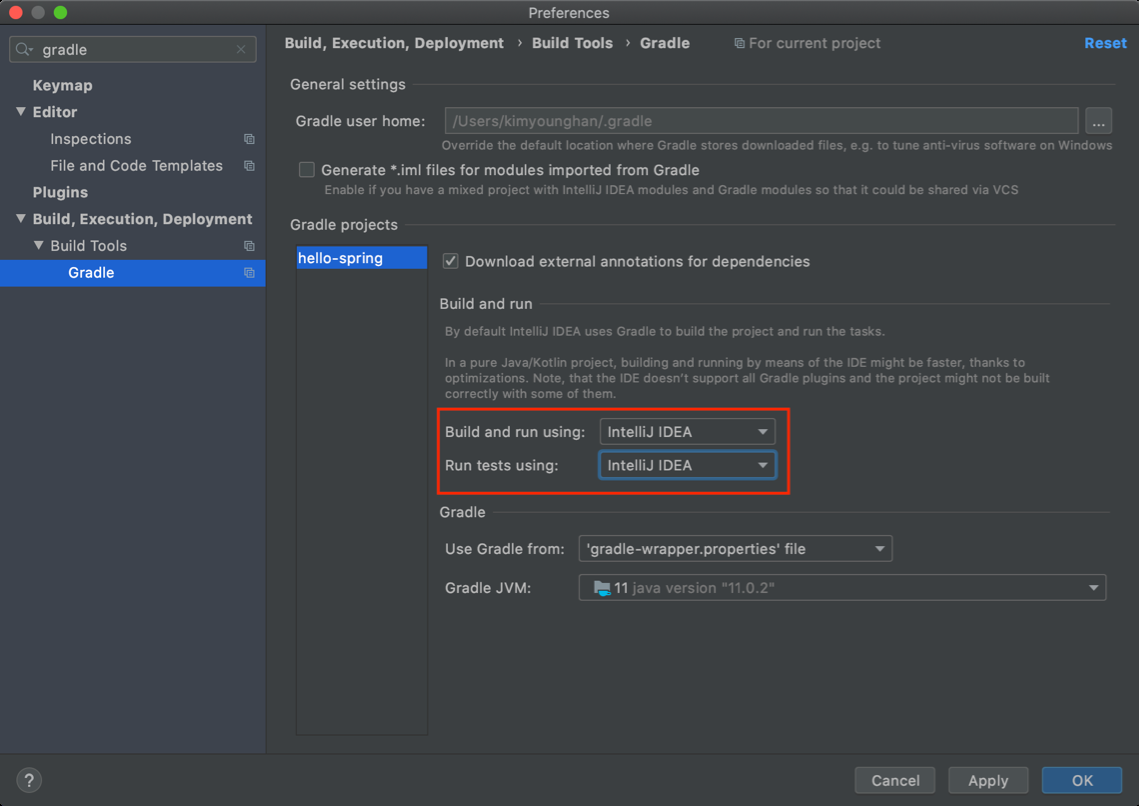 Preferences
gradle
Keymap
Editor
Inspections
File and Code Templates
Plugins
Build, Execution, Deployment
Build Tools
Gradle
Build, Execution, Deployment › Build Tools › Gradle
For current project
Reset
General settings
Gradle user home: /Users/kimyounghan/.gradle ...
Override the default location where Gradle stores downloaded files, e.g. to tune anti-virus software on Windows
Generate *.iml files for modules imported from Gradle
Enable if you have a mixed project with IntelliJ IDEA modules and Gradle modules so that it could be shared via VCS
Gradle projects
hello-spring
Download external annotations for dependencies
Build and run
By default IntelliJ IDEA uses Gradle to build the project and run the tasks.
In a pure Java/Kotlin project, building and running by means of the IDE might be faster, thanks to
optimizations. Note, that the IDE doesn't support all Gradle plugins and the project might not be built
correctly with some of them.
Build and run using: IntelliJ IDEA
Run tests using: IntelliJ IDEA
Gradle
Use Gradle from: 'gradle-wrapper.properties' file
Gradle JVM: 11 java version "11.0.2"
?
Cancel
Apply
OK